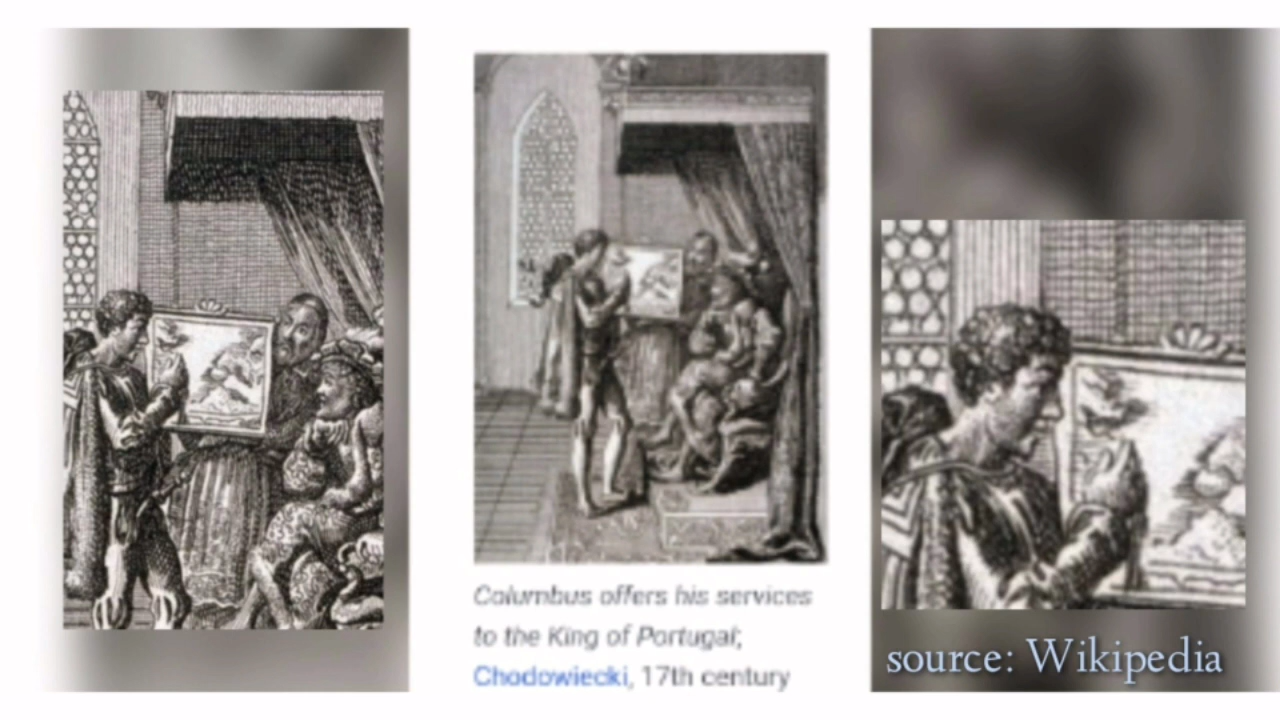 Columbus offers his services
to the King of Portugal;
Chodowiecki, 17th century
source: Wikipedia